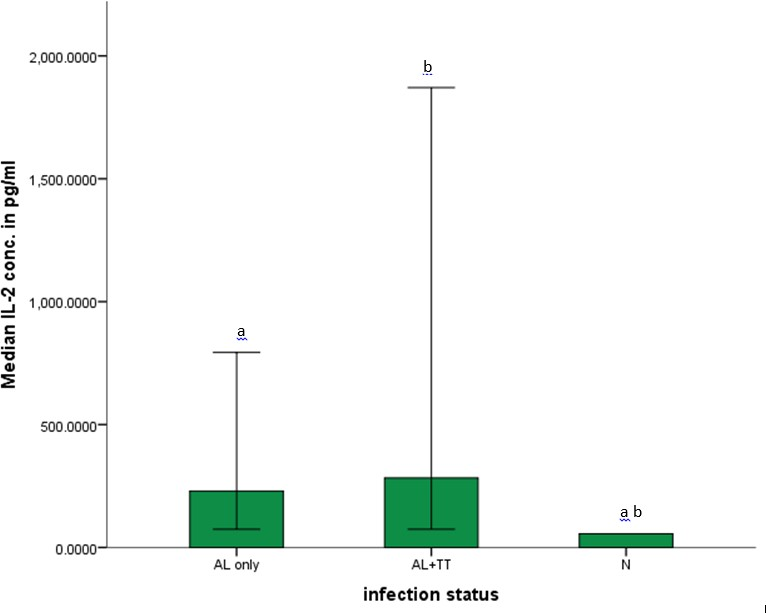 b
2,000.0000
1,500.0000
1,000.0000
500.0000
0.0000
Median IL-2 conc. in pg/ml
a
a b
AL only AL+TT N
infection status